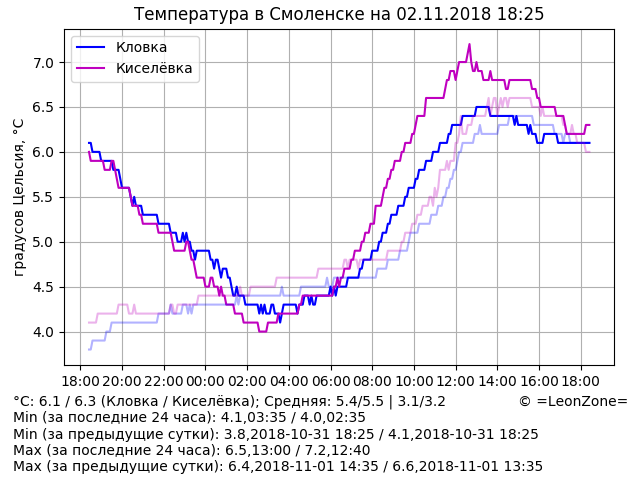 Температура в Смоленске на 02.11.2018 18:25
Кловка
Киселёвка
градусов Цельсия, °C
7.0
6.5
6.0
5.5
5.0
4.5
4.0
18:00 20:00 22:00 00:00 02:00 04:00 06:00 08:00 10:00 12:00 14:00 16:00 18:00
°C: 6.1 / 6.3 (Кловка / Киселёвка); Средняя: 5.4/5.5 | 3.1/3.2 © =LeonZone=
Min (за последние 24 часа): 4.1,03:35 / 4.0,02:35
Min (за предыдущие сутки): 3.8,2018-10-31 18:25 / 4.1,2018-10-31 18:25
Max (за последние 24 часа): 6.5,13:00 / 7.2,12:40
Max (за предыдущие сутки): 6.4,2018-11-01 14:35 / 6.6,2018-11-01 13:35